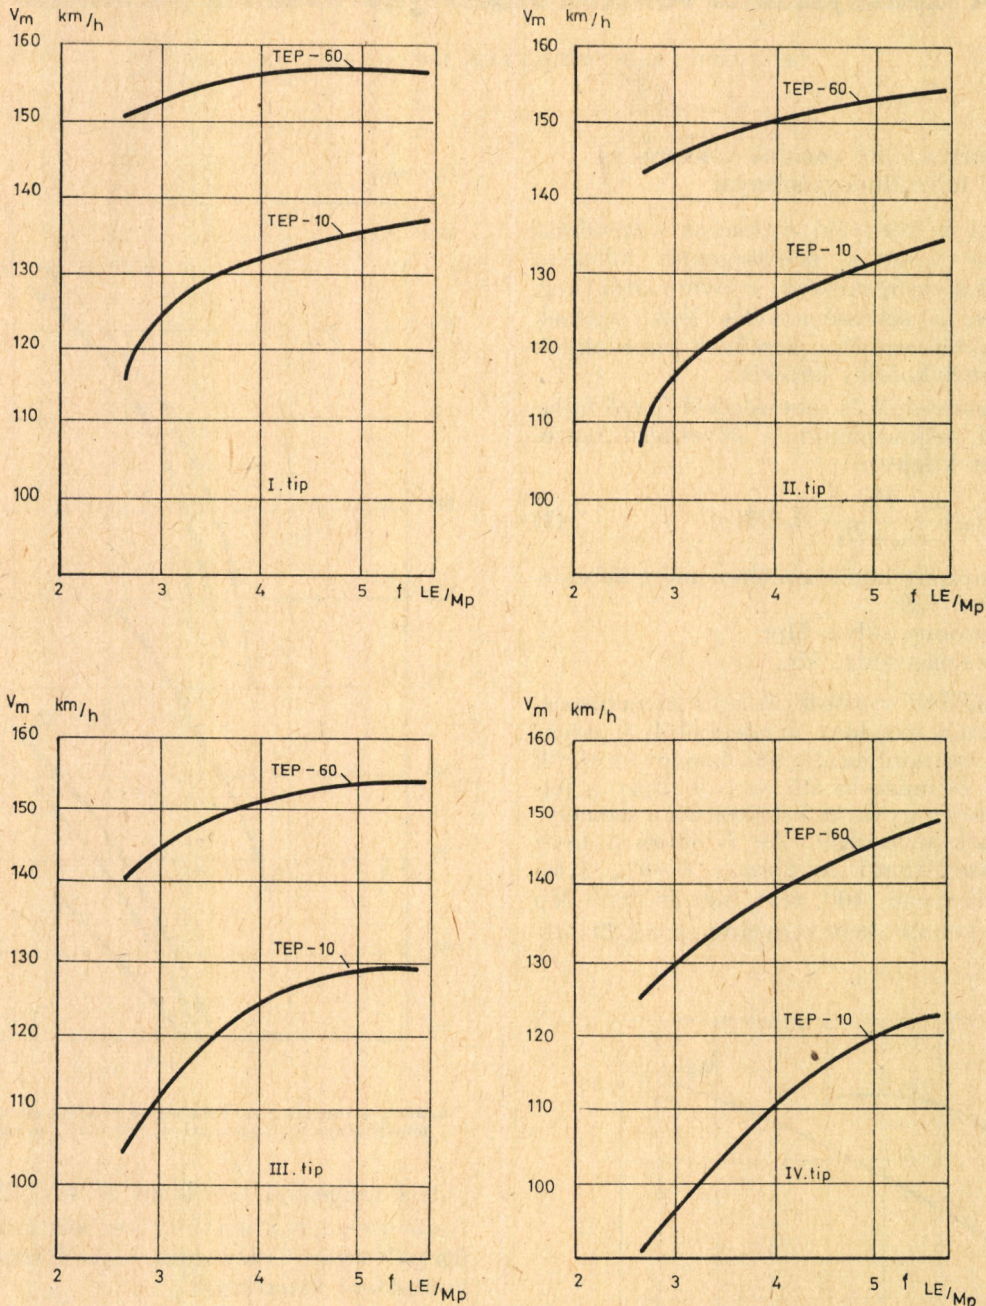 Vm km/h
160
150
140
130
120
110
100
2 3 4 5 f LE/Mp
TEP-60
TEP-10
I. tip
Vm km/h
160
150
140
130
120
110
100
2 3 4 5 f LE/Mp
TEP-60
TEP-10
II. tip
Vm km/h
160
150
140
130
120
110
100
2 3 4 5 f LE/Mp
TEP-60
TEP-10
III. tip
Vm km/h
160
150
140
130
120
110
100
2 3 4 5 f LE/Mp
TEP-60
TEP-10
IV. tip